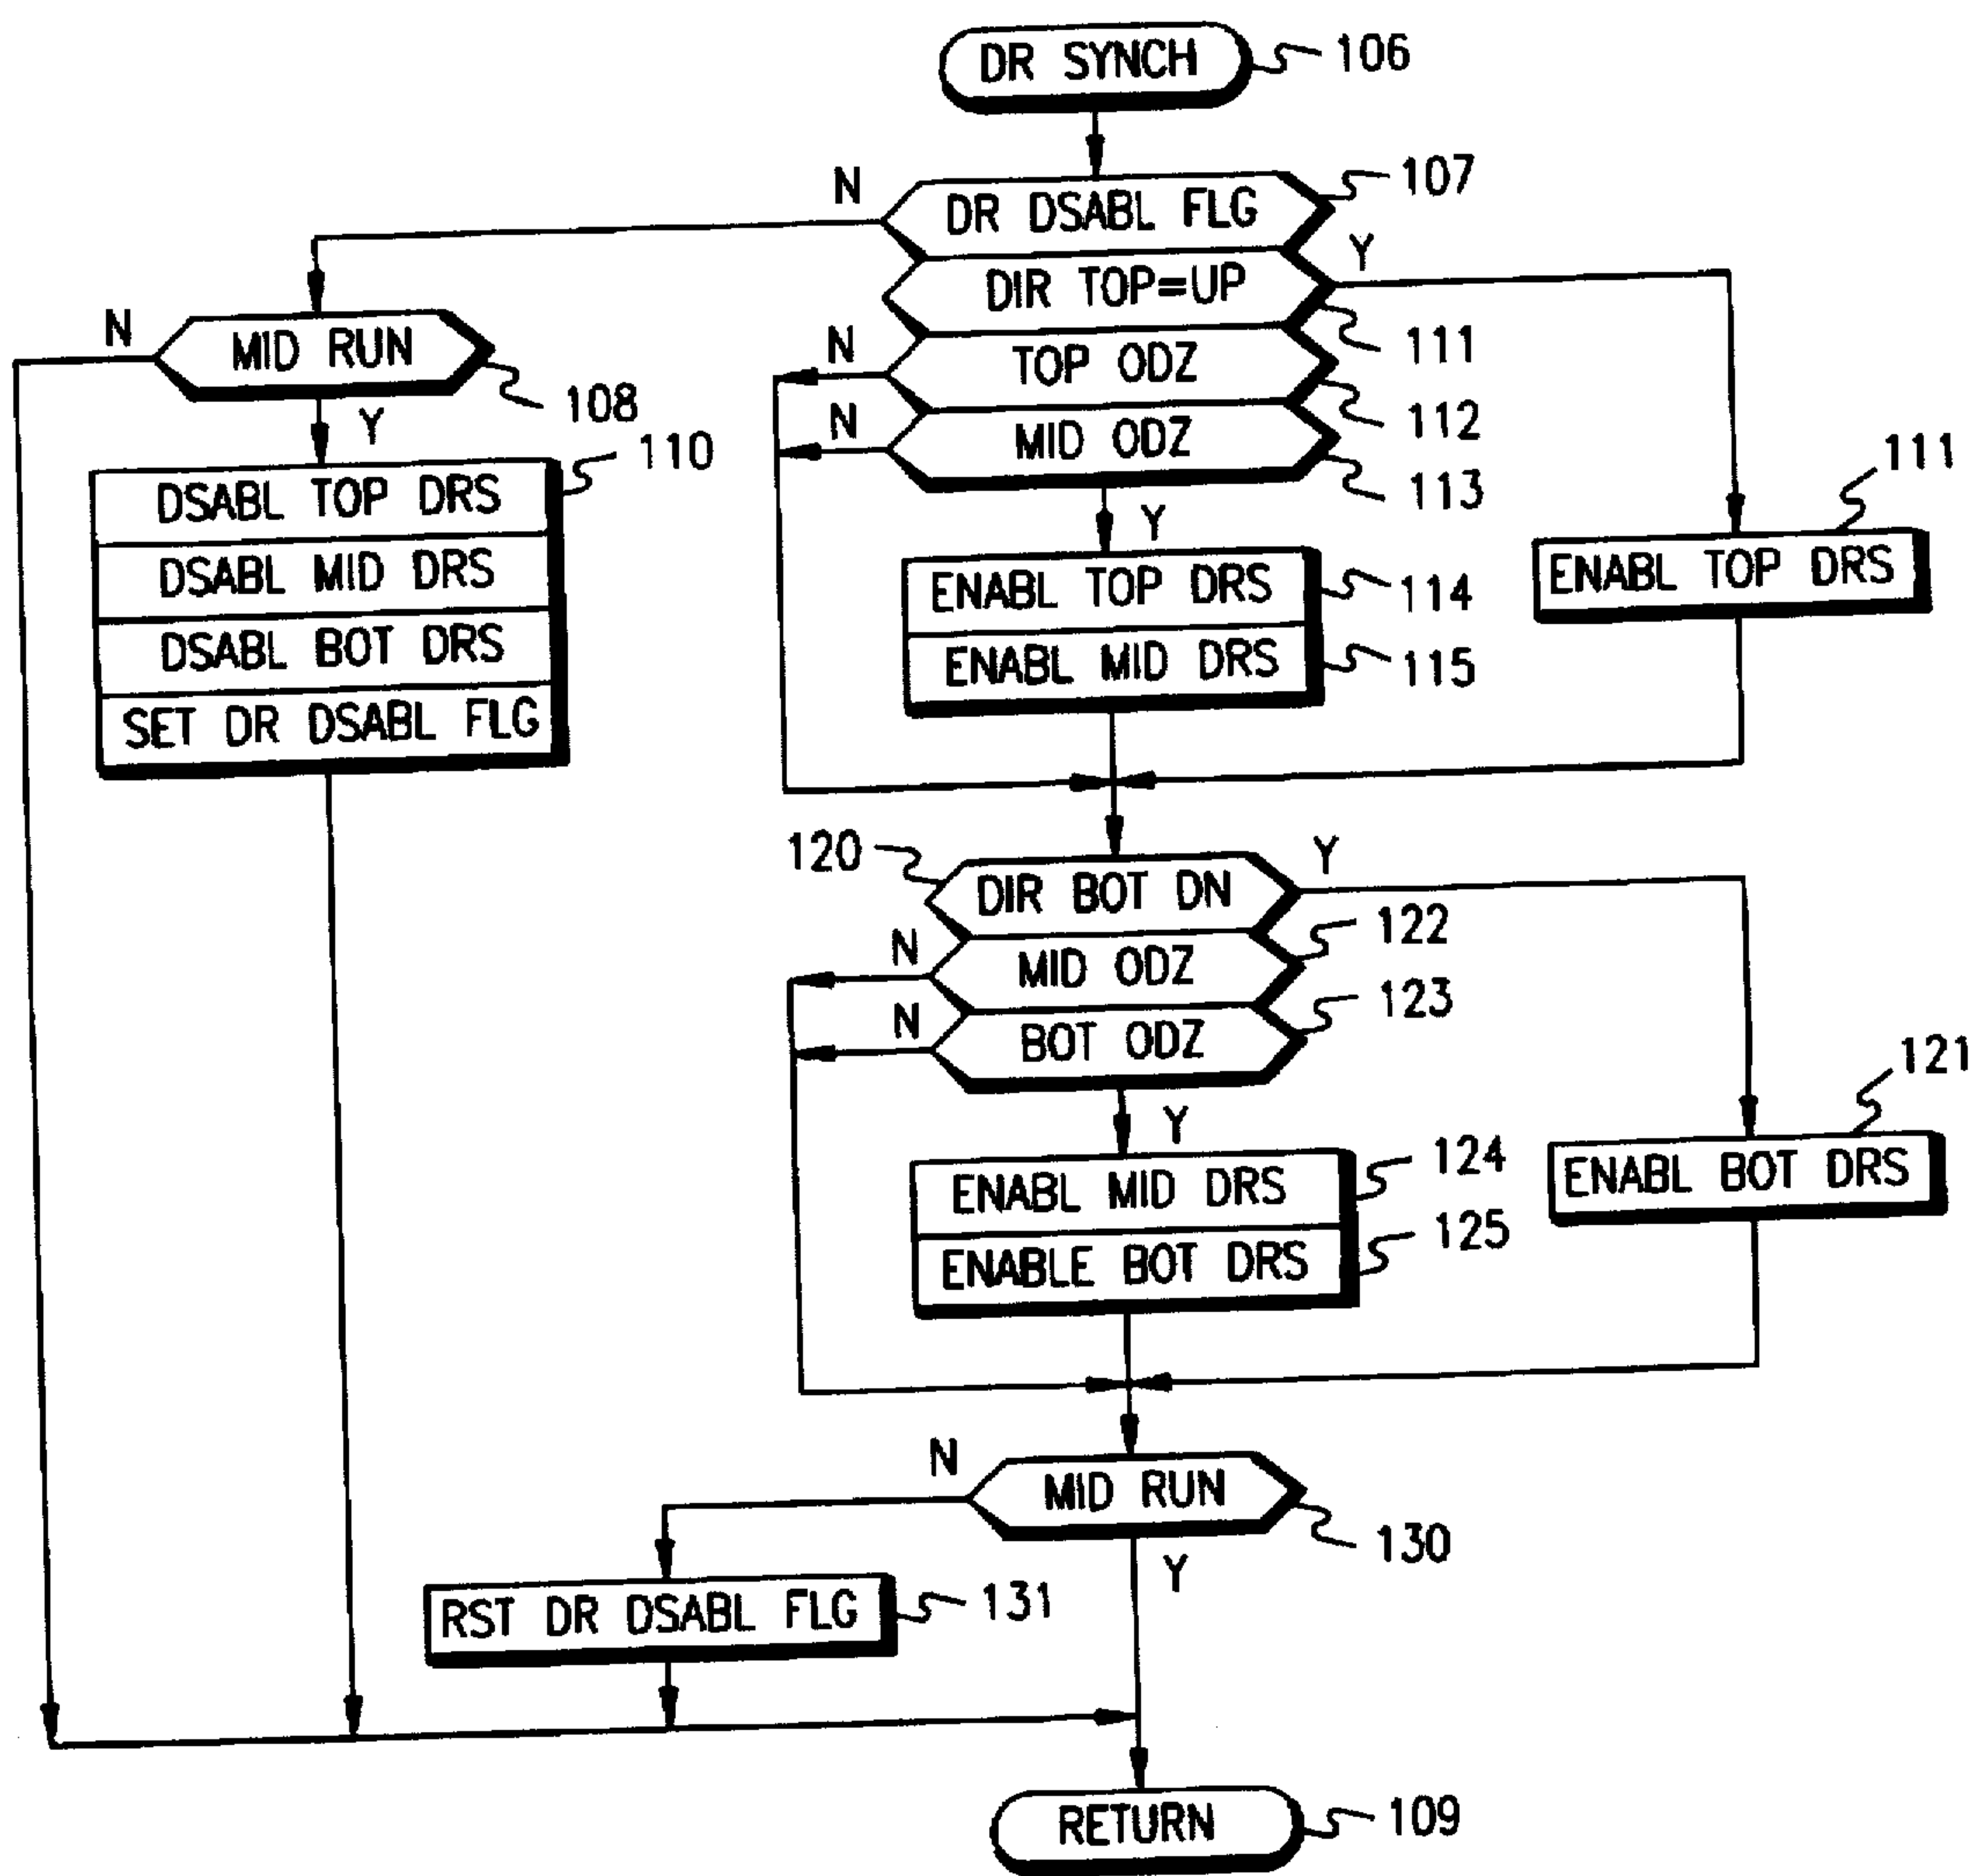 DR SYNCH
106
N
DR DSABL FLG
107
DIR TOP=UP
Y
111
N
TOP ODZ
112
N
MID ODZ
113
Y
N
MID RUN
108
Y
DSABL TOP DRS
110
DSABL MID DRS
DSABL BOT DRS
SET DR DSABL FLG
ENABL TOP DRS
114
ENABL MID DRS
115
111
ENABL TOP DRS
120
DIR BOT DN
Y
N
MID ODZ
122
N
BOT ODZ
123
Y
ENABL MID DRS
124
ENABLE BOT DRS
125
121
ENABL BOT DRS
N
MID RUN
130
Y
RST DR DSABL FLG
131
RETURN
109